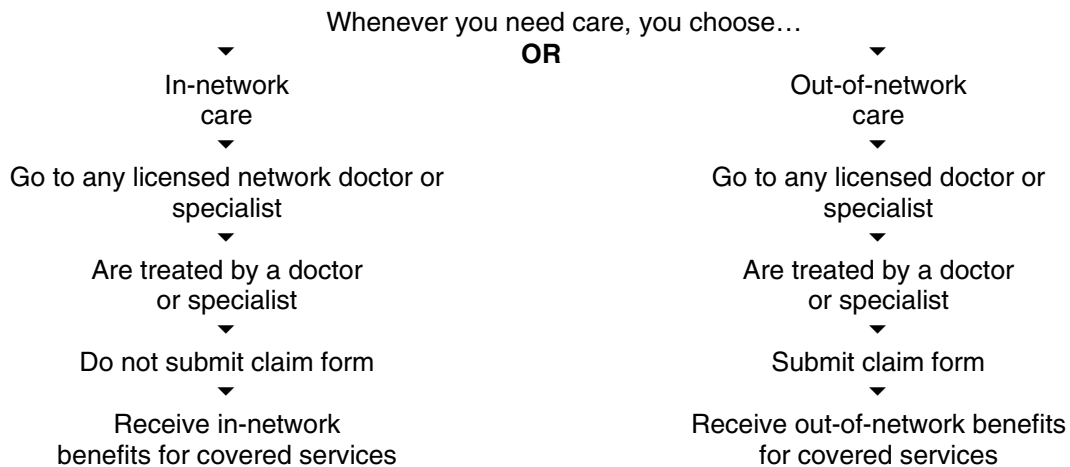 Whenever you need care, you choose…
OR
In-network
care
Go to any licensed network doctor or
specialist
Are treated by a doctor
or specialist
Do not submit claim form
Receive in-network
benefits for covered services
Out-of-network
care
Go to any licensed doctor or
specialist
Are treated by a doctor
or specialist
Submit claim form
Receive out-of-network benefits
for covered services